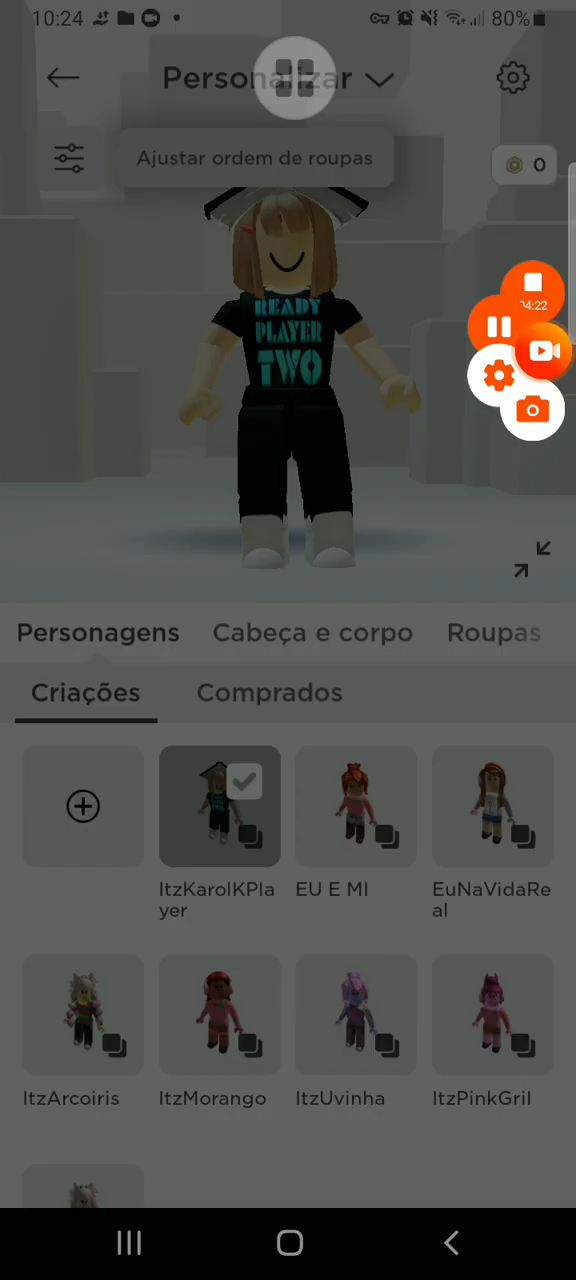 10:24
80%
Personalizar
Ajustar ordem de roupas
0
04:22
READY
PLAYER
TWO
Personagens Cabeça e corpo Roupas
Criações Comprados
ItzKarolKPla
yer
EU E MI
EuNaVidaRe
al
ItzArcoiris
ItzMorango
ItzUvinha
ItzPinkGril